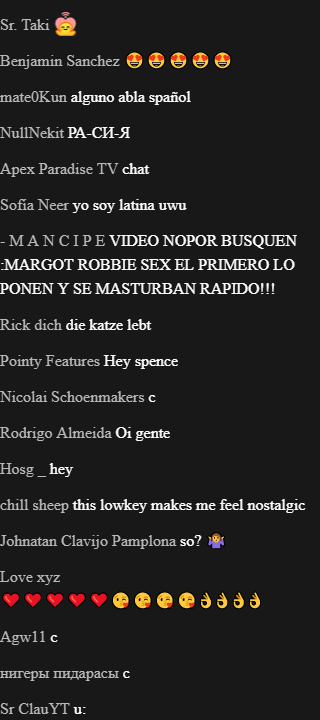 Sr. Taki
Benjamin Sanchez 😍 😍 😍 😍 😍
mate0Kun alguno abla spañol
NullNekit РА-СИ-Я
Apex Paradise TV chat
Sofía Neer yo soy latina uwu
- M A N C I P E VIDEO NOPOR BUSQUEN
:MARGOT ROBBIE SEX EL PRIMERO LO
PONEN Y SE MASTURBAN RAPIDO!!!
Rick dich die katze lebt
Pointy Features Hey spence
Nicolai Schoenmakers c
Rodrigo Almeida Oi gente
Hosg _ hey
chill sheep this lowkey makes me feel nostalgic
Johnatan Clavijo Pamplona so? 🤷‍♀️
Love xyz
❤️❤️❤️❤️❤️😘😘😘😘👌👌👌👌
Agw11 c
нигеры пидарасы c
Sr ClauYT u: